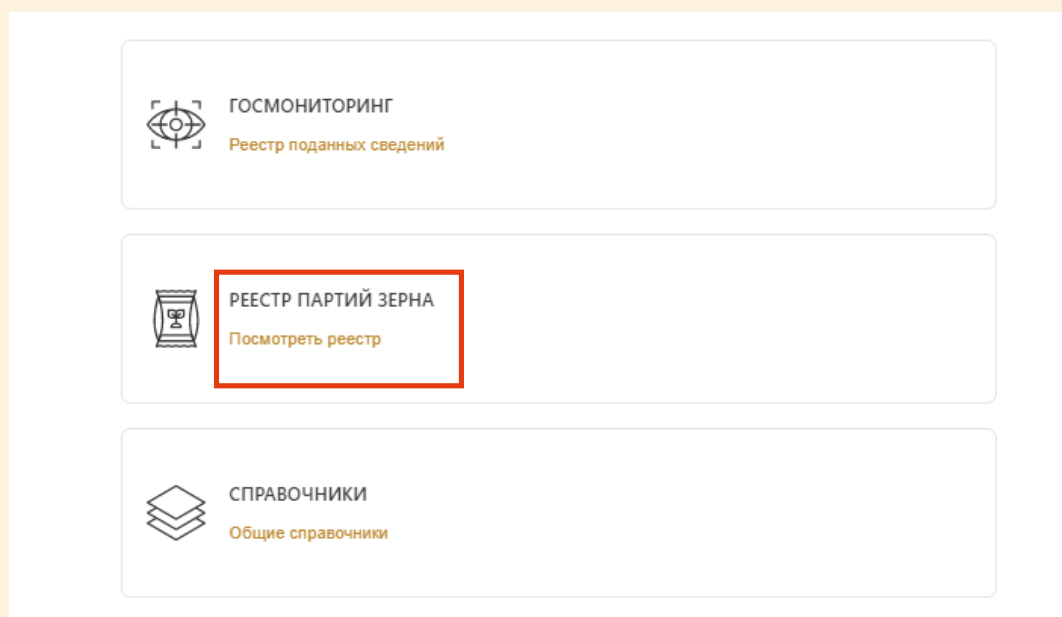 ГОСМОНИТОРИНГ
Реестр поданных сведений
РЕЕСТР ПАРТИЙ ЗЕРНА
Посмотреть реестр
СПРАВОЧНИКИ
Общие справочники